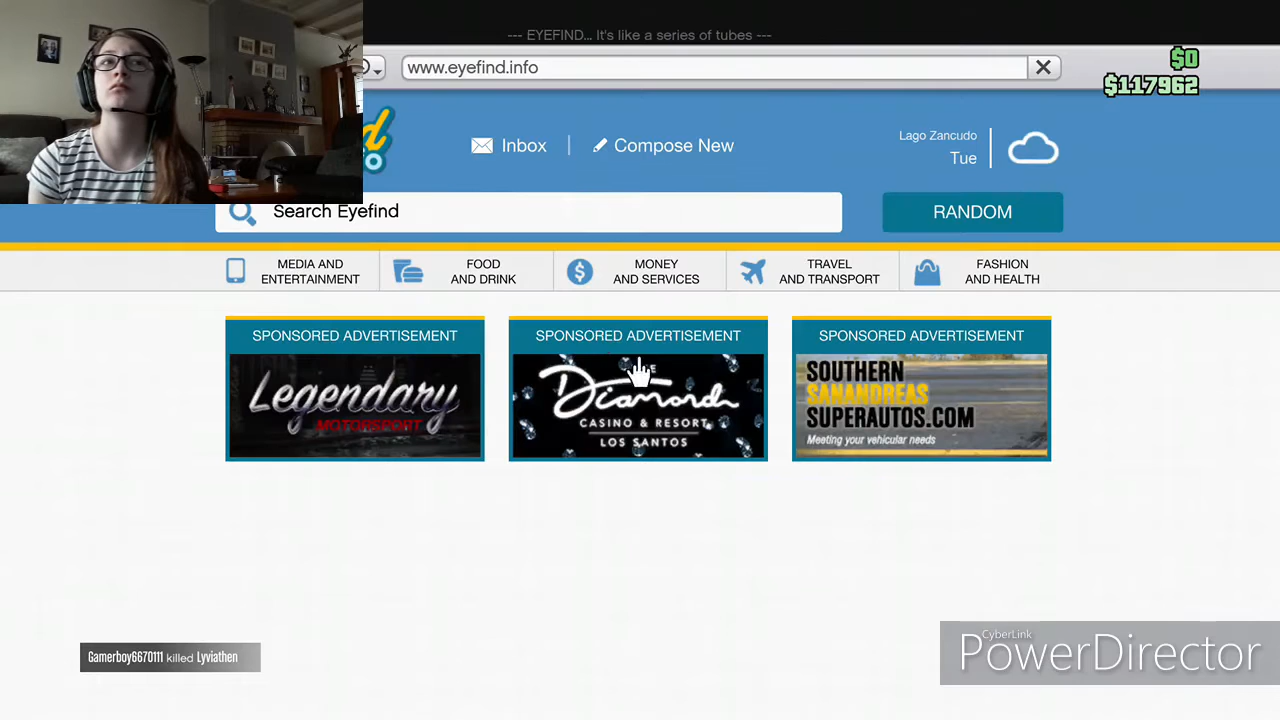 --- EYEFIND... It's like a series of tubes ---
www.eyefind.info
$0
$117962
Inbox
Compose New
Lago Zancudo
Tue
Search Eyefind
RANDOM
MEDIA AND
ENTERTAINMENT
FOOD
AND DRINK
MONEY
AND SERVICES
TRAVEL
AND TRANSPORT
FASHION
AND HEALTH
SPONSORED ADVERTISEMENT
Legendary
MOTORSPORT
SPONSORED ADVERTISEMENT
Diamond
CASINO & RESORT
LOS SANTOS
SPONSORED ADVERTISEMENT
SOUTHERN
SANANDREAS
SUPERAUTOS.COM
Meeting your vehicular needs
Gamerboy6670111 killed Lyviathen
CyberLink
PowerDirector